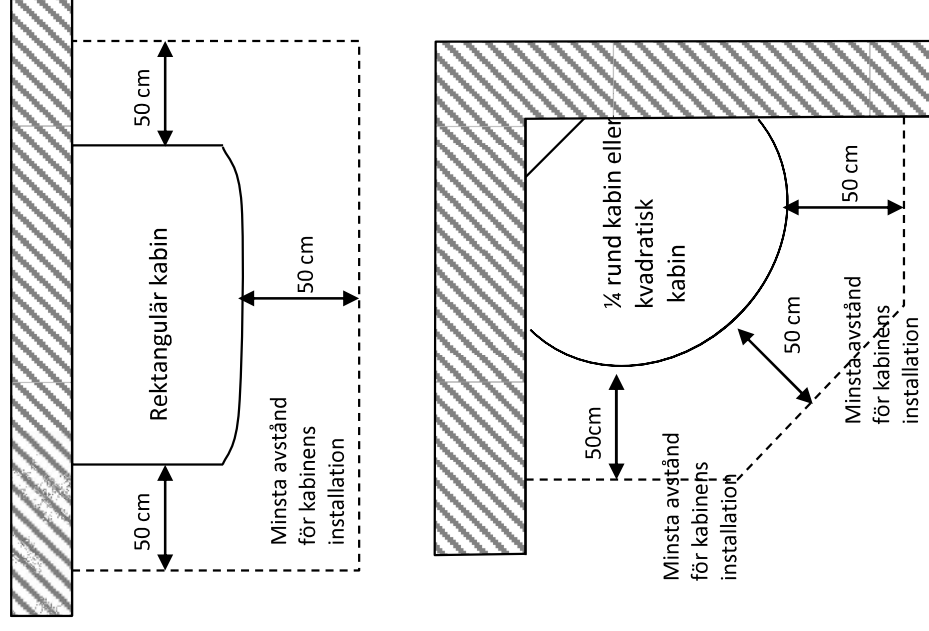 50 cm
Rektangulär kabin
50 cm
50 cm
Minsta avstånd
för kabinens
installation
¼ rund kabin eller
kvadratisk
kabin
50 cm
50 cm
50cm
Minsta avstånd
för kabinens
installation
Minsta avstånd
för kabinens
installation